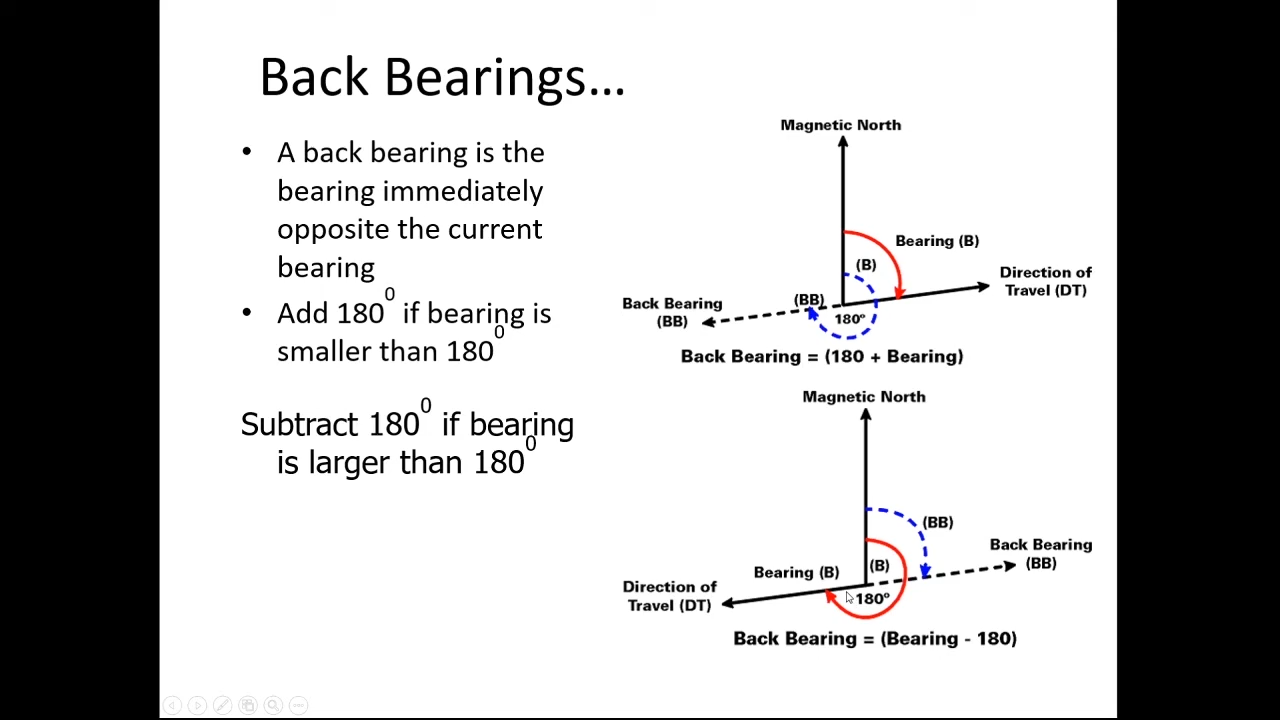 Back Bearings...
• A back bearing is the
bearing immediately
opposite the current
bearing
• Add 180⁰ if bearing is
smaller than 180⁰
Subtract 180⁰ if bearing
is larger than 180⁰
Magnetic North
Bearing (B)
(B)
Direction of
Travel (DT)
Back Bearing
(BB)
(BB)
180º
Back Bearing = (180 + Bearing)
Magnetic North
(BB)
Back Bearing
(BB)
Bearing (B)
(B)
Direction of
Travel (DT)
180º
Back Bearing = (Bearing - 180)